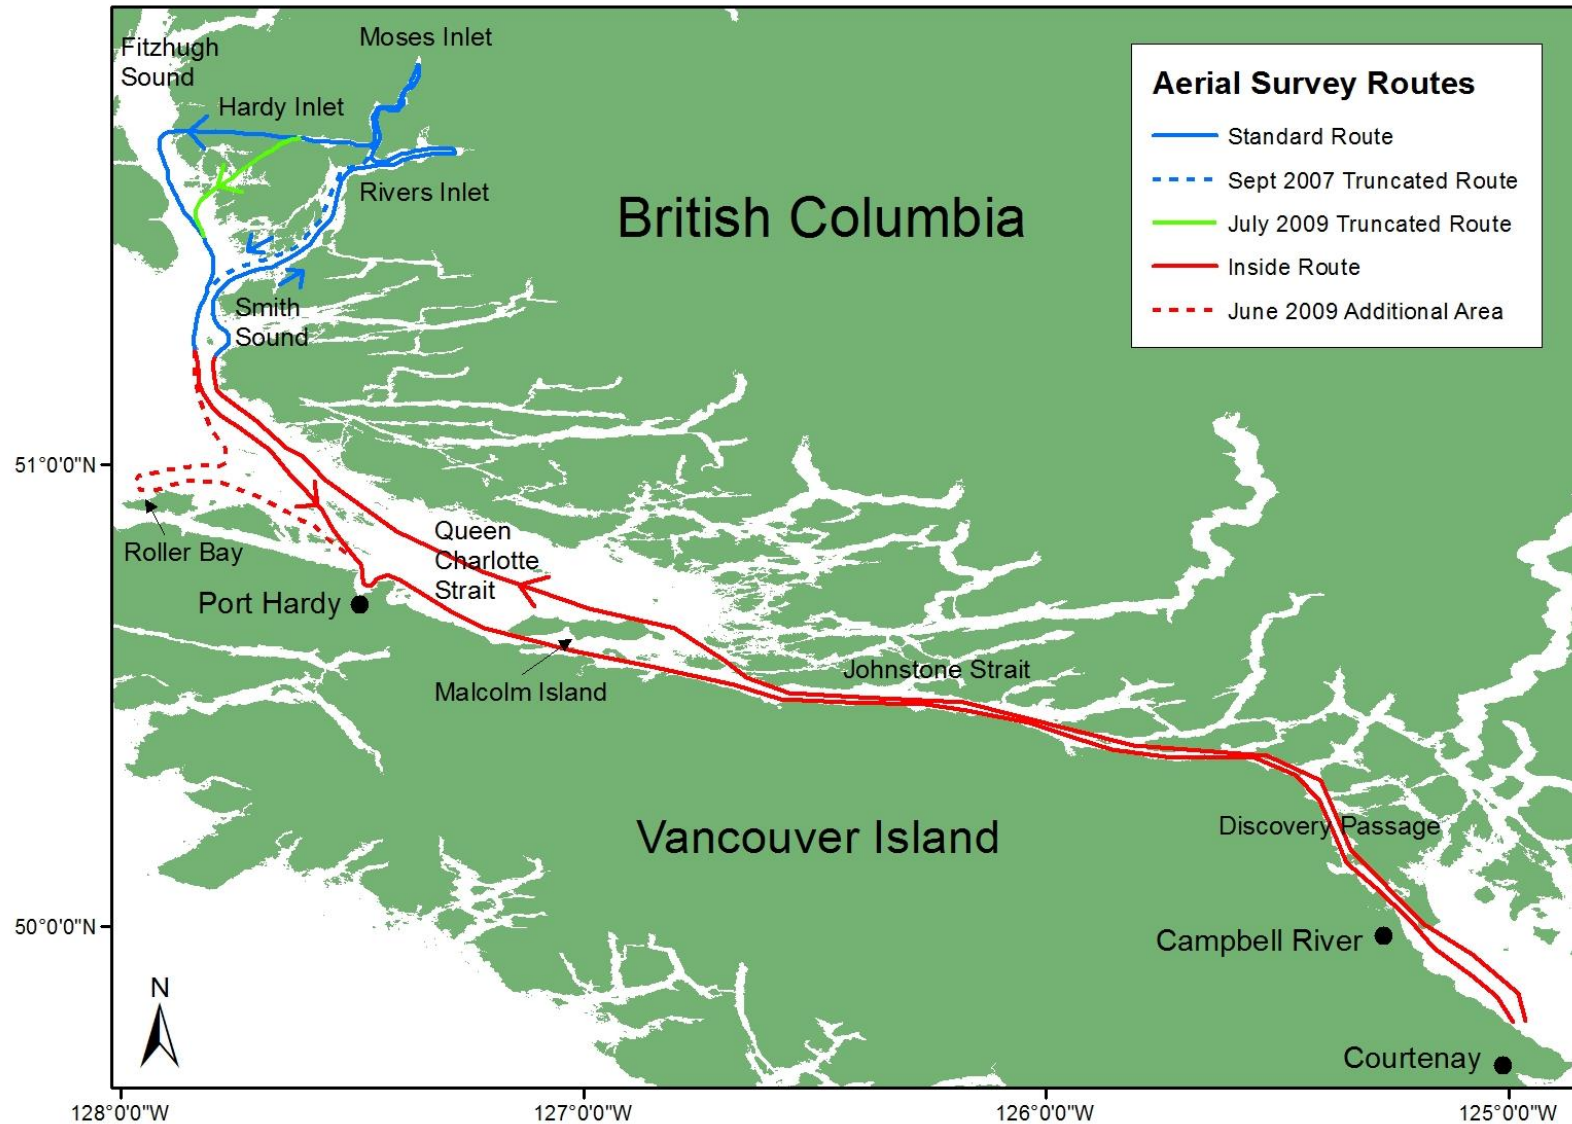 Moses Inlet
Fitzhugh
Sound
Hardy Inlet
Rivers Inlet
British Columbia
Aerial Survey Routes
Standard Route
Sept 2007 Truncated Route
July 2009 Truncated Route
Inside Route
June 2009 Additional Area
Smith
Sound
51°0'0"N
Queen
Charlotte
Strait
Roller Bay
Port Hardy
Malcolm Island
Johnstone Strait
Vancouver Island
Discovery Passage
50°0'0"N
Campbell River
N
Courtenay
128°0'0"W
127°0'0"W
126°0'0"W
125°0'0"W